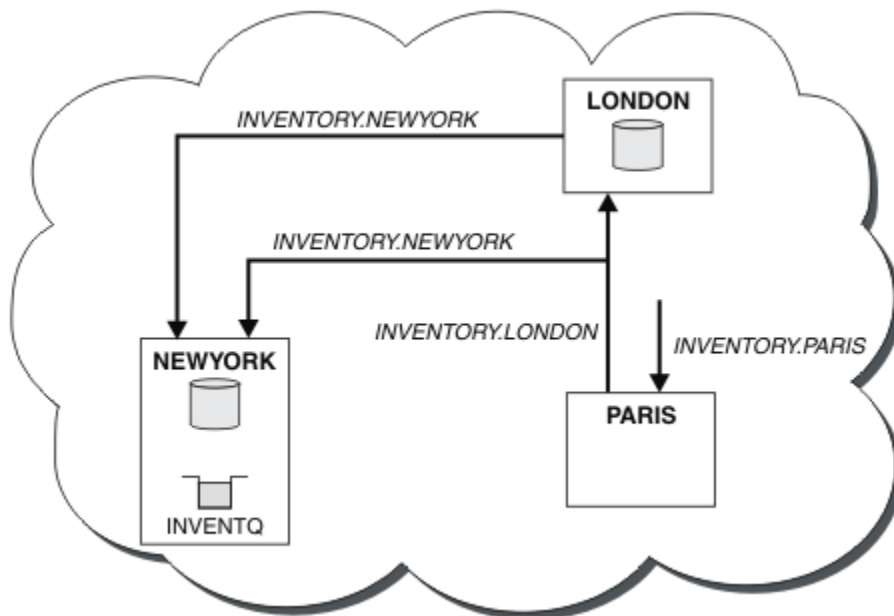 LONDON
INVENTORY.NEWYORK
INVENTORY.NEWYORK
INVENTORY.LONDON
INVENTORY.PARIS
NEWYORK
PARIS
INVENTQ